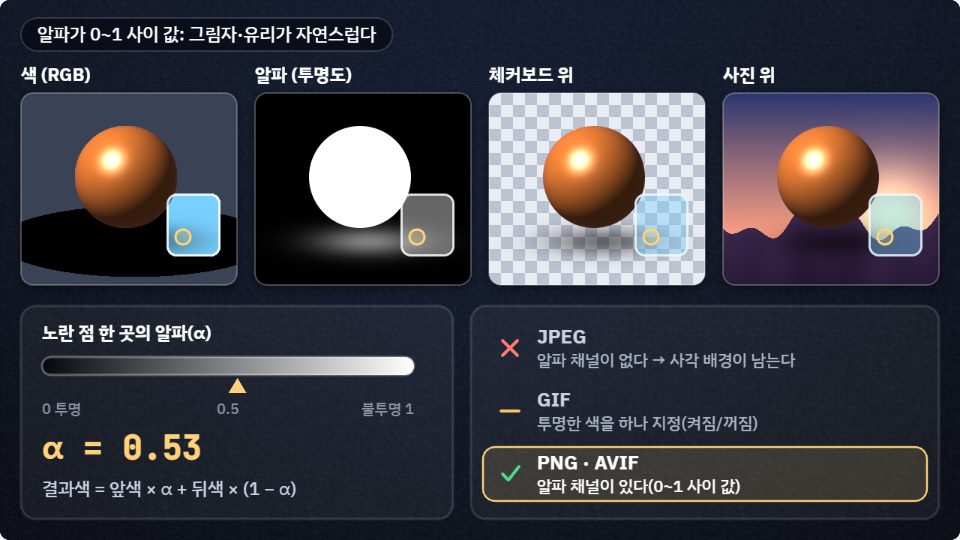 알파가 0~1 사이 값: 그림자·유리가 자연스럽다
색 (RGB)
알파 (투명도)
체커보드 위
사진 위
노란 점 한 곳의 알파(α)
0 투명
0.5
불투명 1
α = 0.53
결과색 = 앞색 × α + 뒤색 × (1 − α)
JPEG
알파 채널이 없다 → 사각 배경이 남는다
GIF
투명한 색을 하나 지정(켜짐/꺼짐)
PNG · AVIF
알파 채널이 있다(0~1 사이 값)